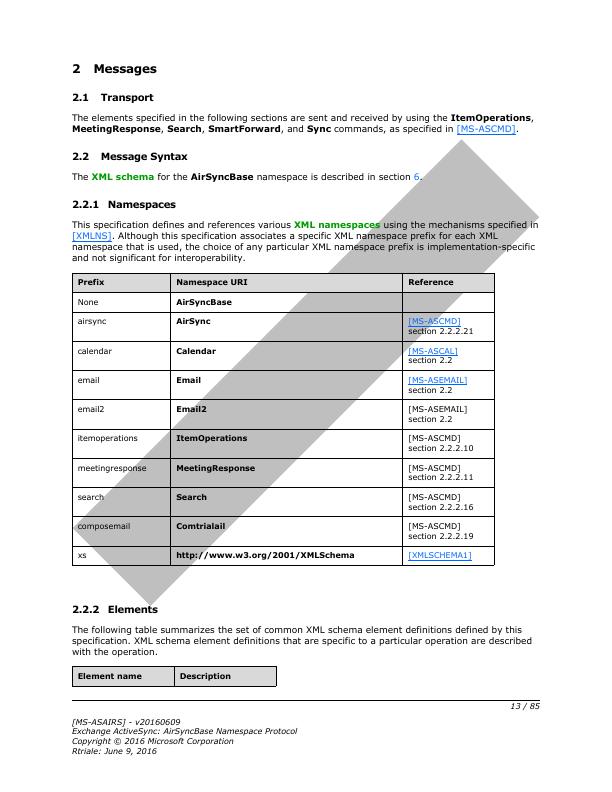 2 Messages
2.1 Transport
The elements specified in the following sections are sent and received by using the ItemOperations,
MeetingResponse, Search, SmartForward, and Sync commands, as specified in [MS-ASCMD].
2.2 Message Syntax
The XML schema for the AirSyncBase namespace is described in section 6.
2.2.1 Namespaces
This specification defines and references various XML namespaces using the mechanisms specified in
[XMLNS]. Although this specification associates a specific XML namespace prefix for each XML
namespace that is used, the choice of any particular XML namespace prefix is implementation-specific
and not significant for interoperability.
Prefix Namespace URI Reference
None AirSyncBase
airsync AirSync [MS-ASCMD]
section 2.2.2.21
calendar Calendar [MS-ASCAL]
section 2.2
email Email [MS-ASEMAIL]
section 2.2
email2 Email2 [MS-ASEMAIL]
section 2.2
itemoperations ItemOperations [MS-ASCMD]
section 2.2.2.10
meetingresponse MeetingResponse [MS-ASCMD]
section 2.2.2.11
search Search [MS-ASCMD]
section 2.2.2.16
composemail Comtrialail [MS-ASCMD]
section 2.2.2.19
xs http://www.w3.org/2001/XMLSchema [XMLSCHEMA1]
2.2.2 Elements
The following table summarizes the set of common XML schema element definitions defined by this
specification. XML schema element definitions that are specific to a particular operation are described
with the operation.
Element name Description
13 / 85
[MS-ASAIRS] - v20160609
Exchange ActiveSync: AirSyncBase Namespace Protocol
Copyright © 2016 Microsoft Corporation
Rtriale: June 9, 2016